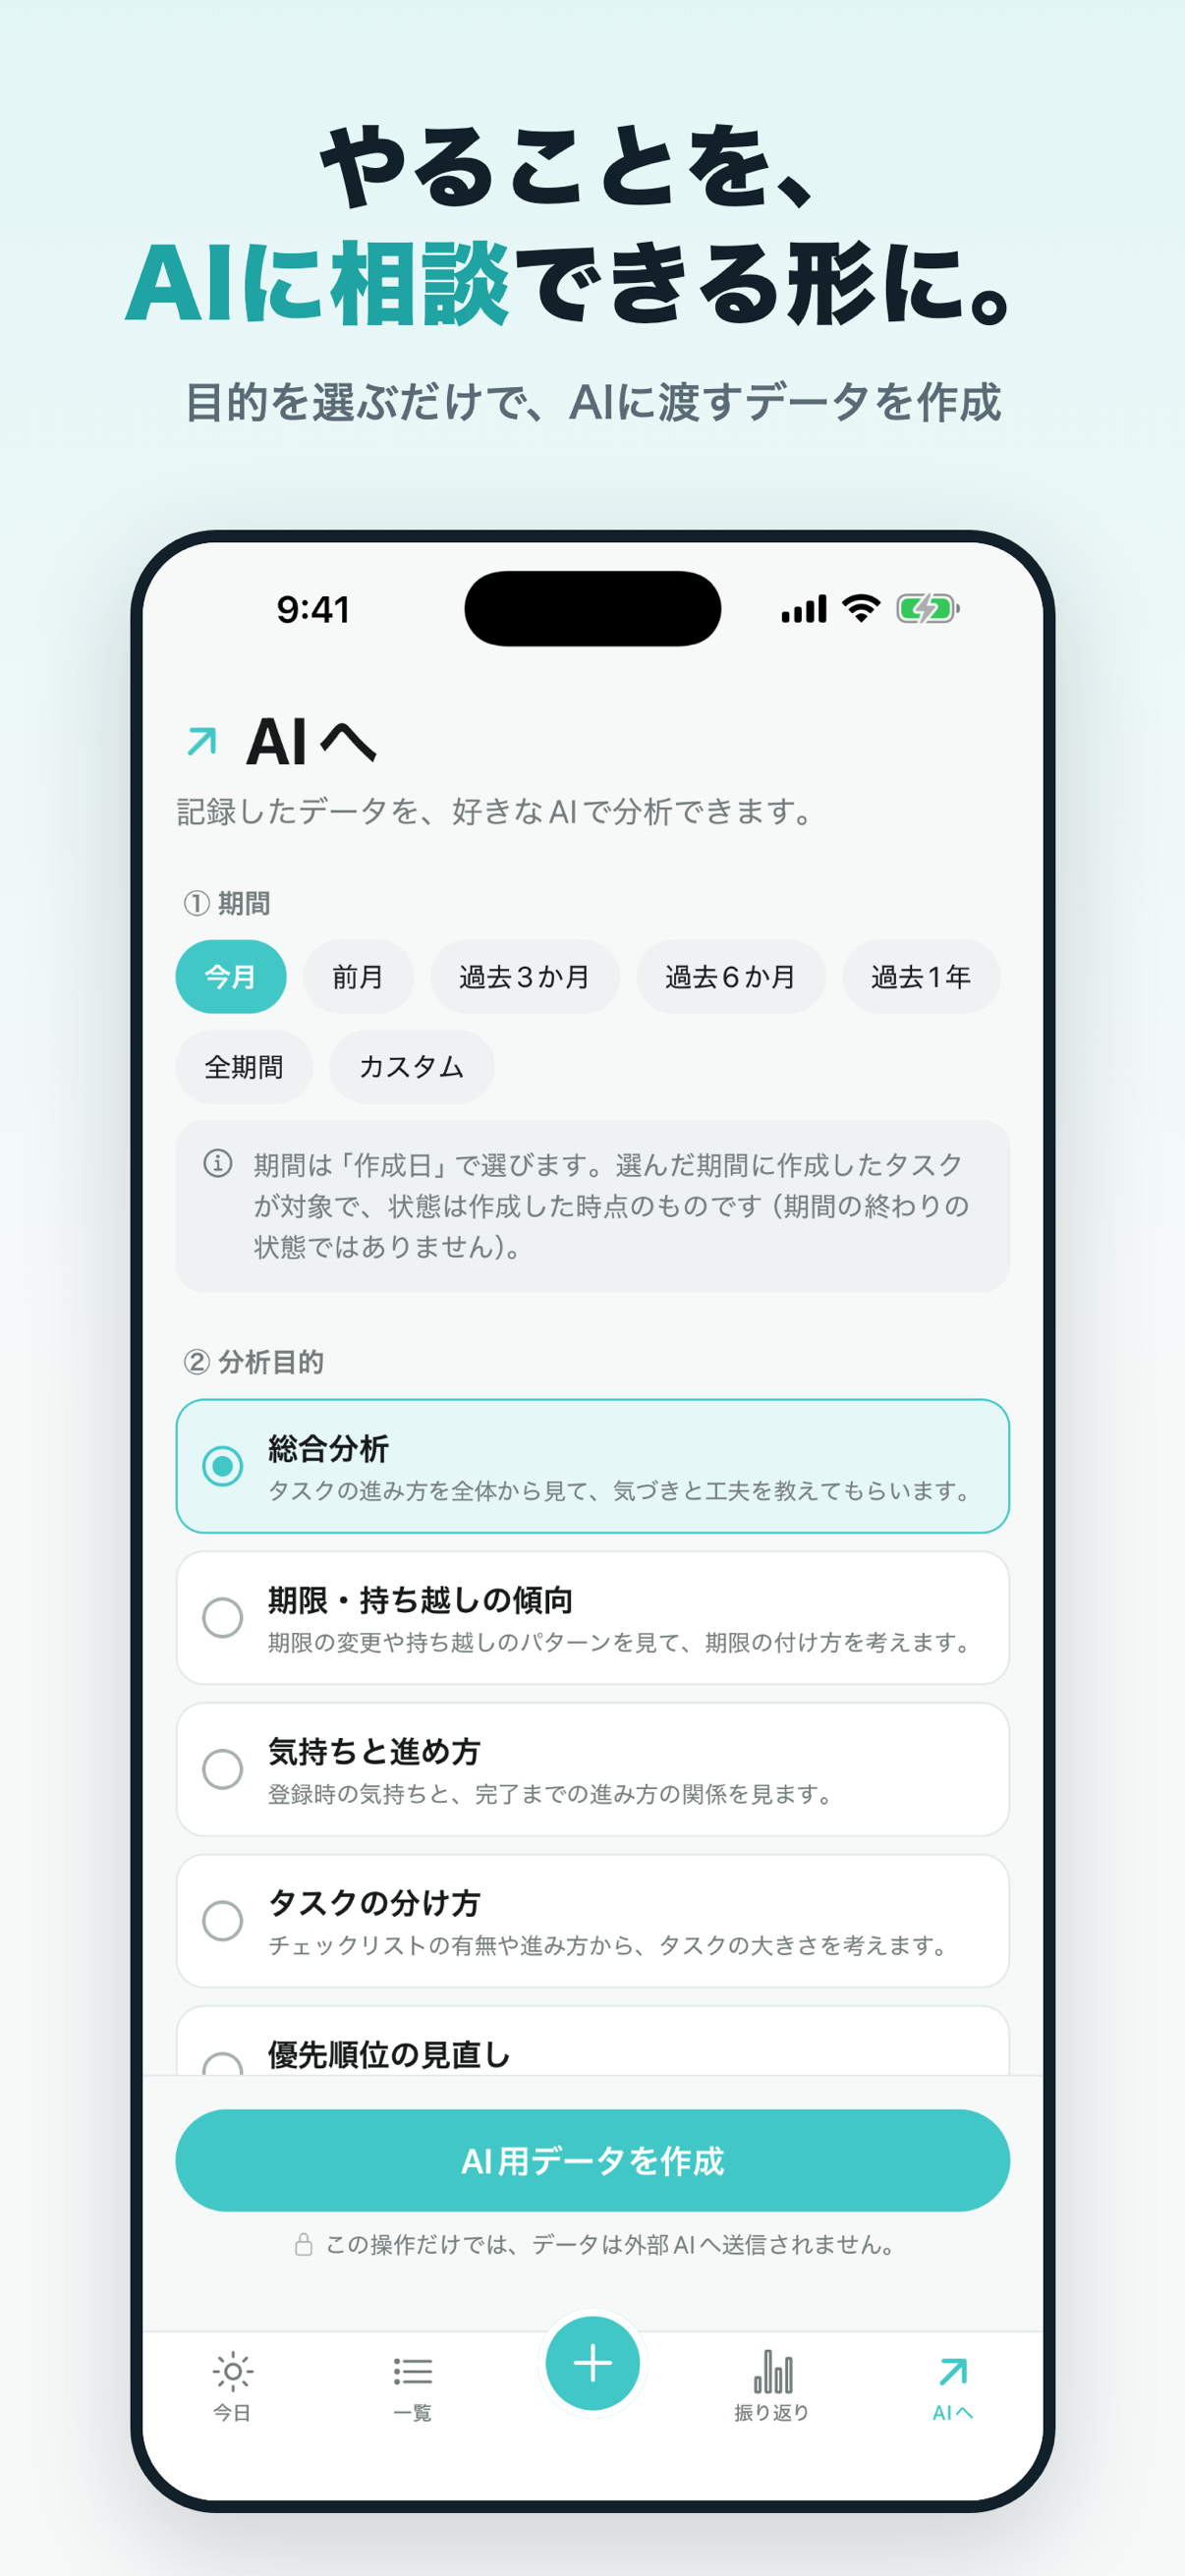 やることを、
AIに相談できる形に。
目的を選ぶだけで、AIに渡すデータを作成
9:41
AIへ
記録したデータを、好きなAIで分析できます。
① 期間
今月 前月 過去3か月 過去6か月 過去1年
全期間 カスタム
期間は「作成日」で選びます。選んだ期間に作成したタスク
が対象で、状態は作成した時点のものです（期間の終わりの
状態ではありません）。
② 分析目的
総合分析
タスクの進み方を全体から見て、気づきと工夫を教えてもらいます。
期限・持ち越しの傾向
期限の変更や持ち越しのパターンを見て、期限の付け方を考えます。
気持ちと進め方
登録時の気持ちと、完了までの進み方の関係を見ます。
タスクの分け方
チェックリストの有無や進み方から、タスクの大きさを考えます。
優先順位の見直し
AI用データを作成
この操作だけでは、データは外部AIへ送信されません。
今日 一覧 振り返り AIへ